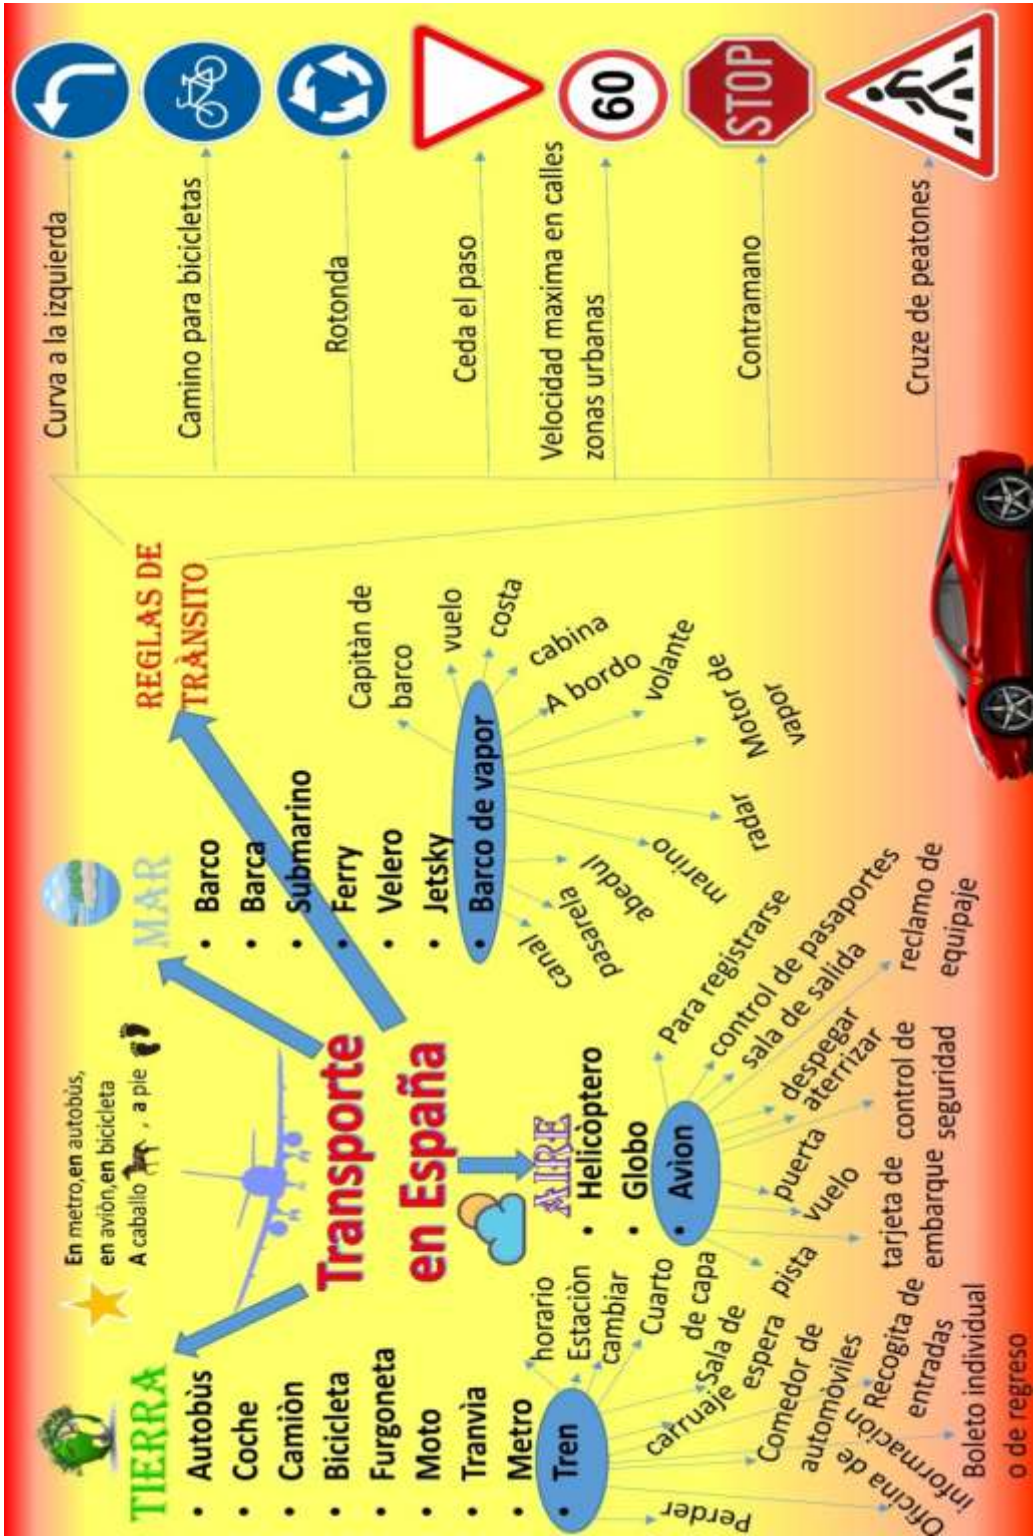 En metro,en autobùs,
en aviòn,en bicicleta
A caballo , a pie
TIERRA
• Autobùs
• Coche
• Camiòn
• Bicicleta
• Furgoneta
• Moto
• Tranvìa
• Metro
• Tren
horario
Estaciòn
cambiar
Cuarto
de capa
Sala de
espera
carruaje
Comedor de
automòviles
Recogita de
entradas
Boleto individual
o de regreso
Oficina de
informaciòn
Perder
Transporte
en España
AIRE
• Helicòptero
• Globo
• Avìon
Para registrarse
control de pasaportes
sala de salida
reclamo de
equipaje
despegar
aterrizar
control de
seguridad
puerta
vuelo
tarjeta de
embarque
pista
MAR
• Barco
• Barca
• Submarino
• Ferry
• Velero
• Jetsky
• Barco de vapor
Capitàn de
barco
vuelo
costa
cabina
A bordo
volante
Motor de
vapor
radar
marino
abedul
pasarela
canal
REGLAS DE
TRÀNSITO
Curva a la izquierda
Camino para bicicletas
Rotonda
Ceda el paso
Velocidad maxima en calles
zonas urbanas
60
Contramano
STOP
Cruze de peatones